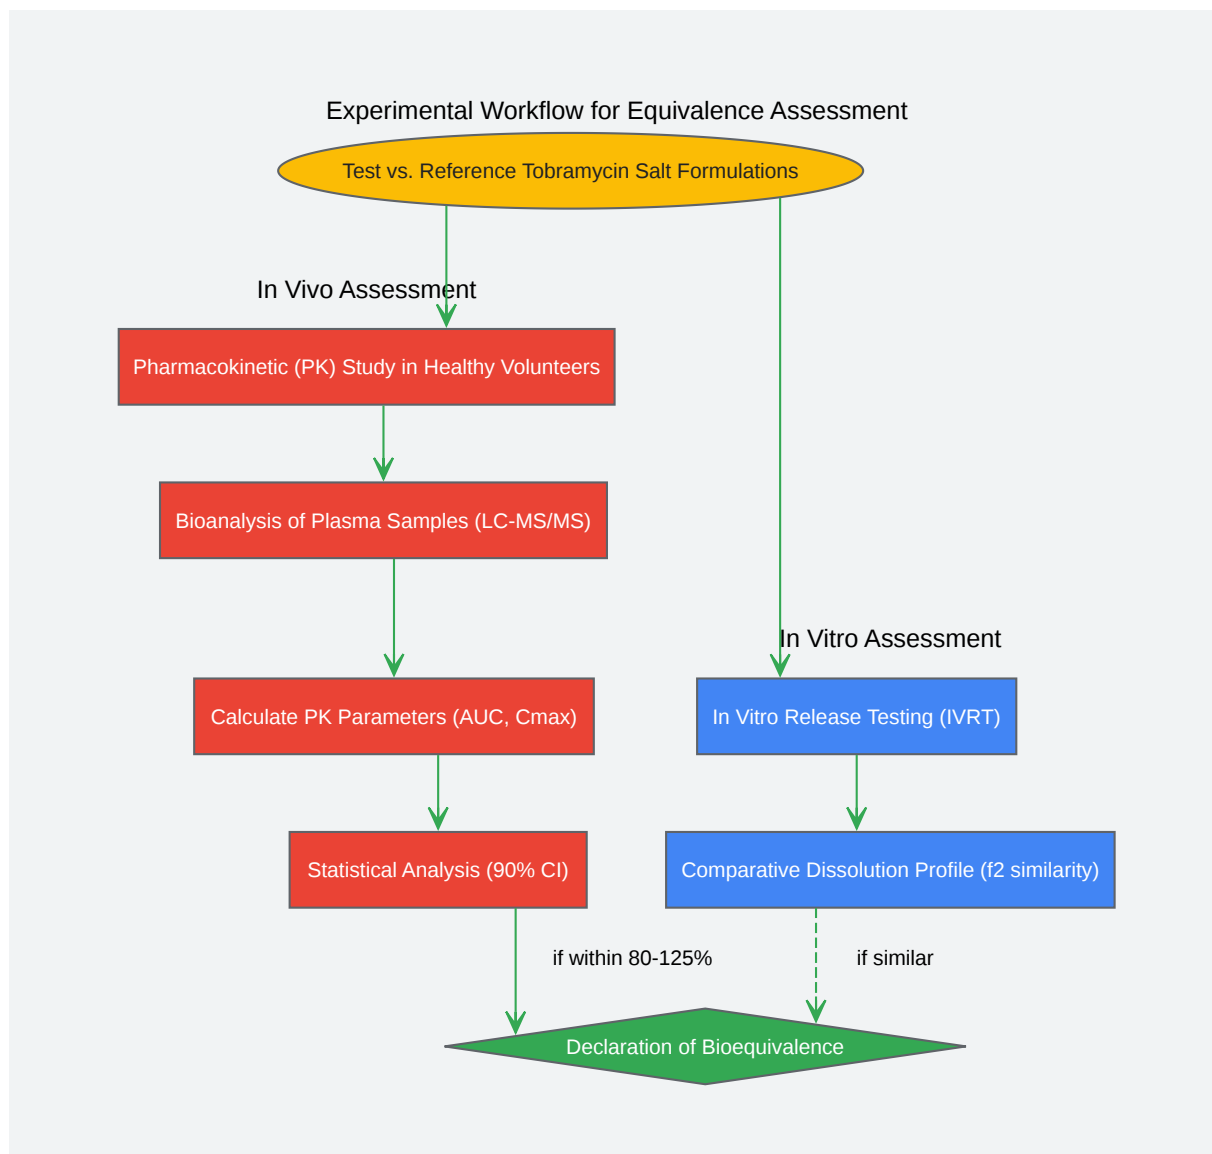 Experimental Workflow for Equivalence Assessment
Test vs. Reference Tobramycin Salt Formulations
In Vivo Assessment
Pharmacokinetic (PK) Study in Healthy Volunteers
Bioanalysis of Plasma Samples (LC-MS/MS)
Calculate PK Parameters (AUC, Cmax)
Statistical Analysis (90% CI)
if within 80-125%
In Vitro Assessment
In Vitro Release Testing (IVRT)
Comparative Dissolution Profile (f2 similarity)
if similar
Declaration of Bioequivalence